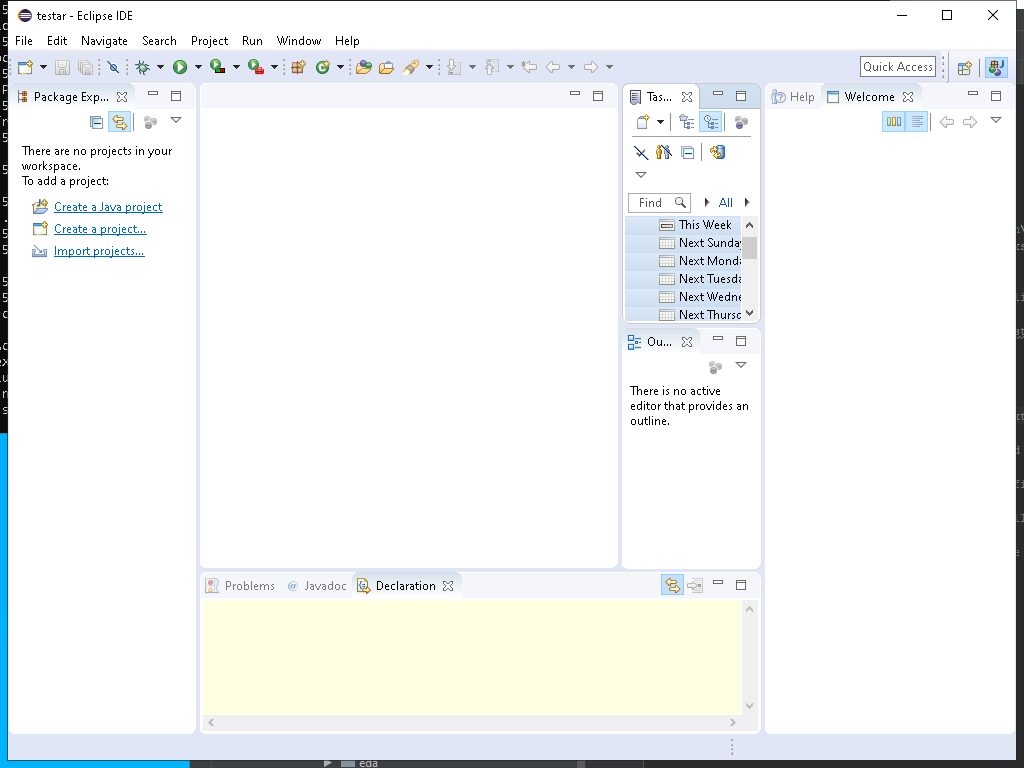 testar - Eclipse IDE
File Edit Navigate Search Project Run Window Help
Quick Access
Package Exp...
There are no projects in your
workspace.
To add a project:
Create a Java project
Create a project...
Import projects...
Tas...
Find
All
This Week
Next Sunday
Next Monda
Next Tuesda
Next Wedne
Next Thursd
Ou...
There is no active
editor that provides an
outline.
Help Welcome
Problems @ Javadoc Declaration
eda